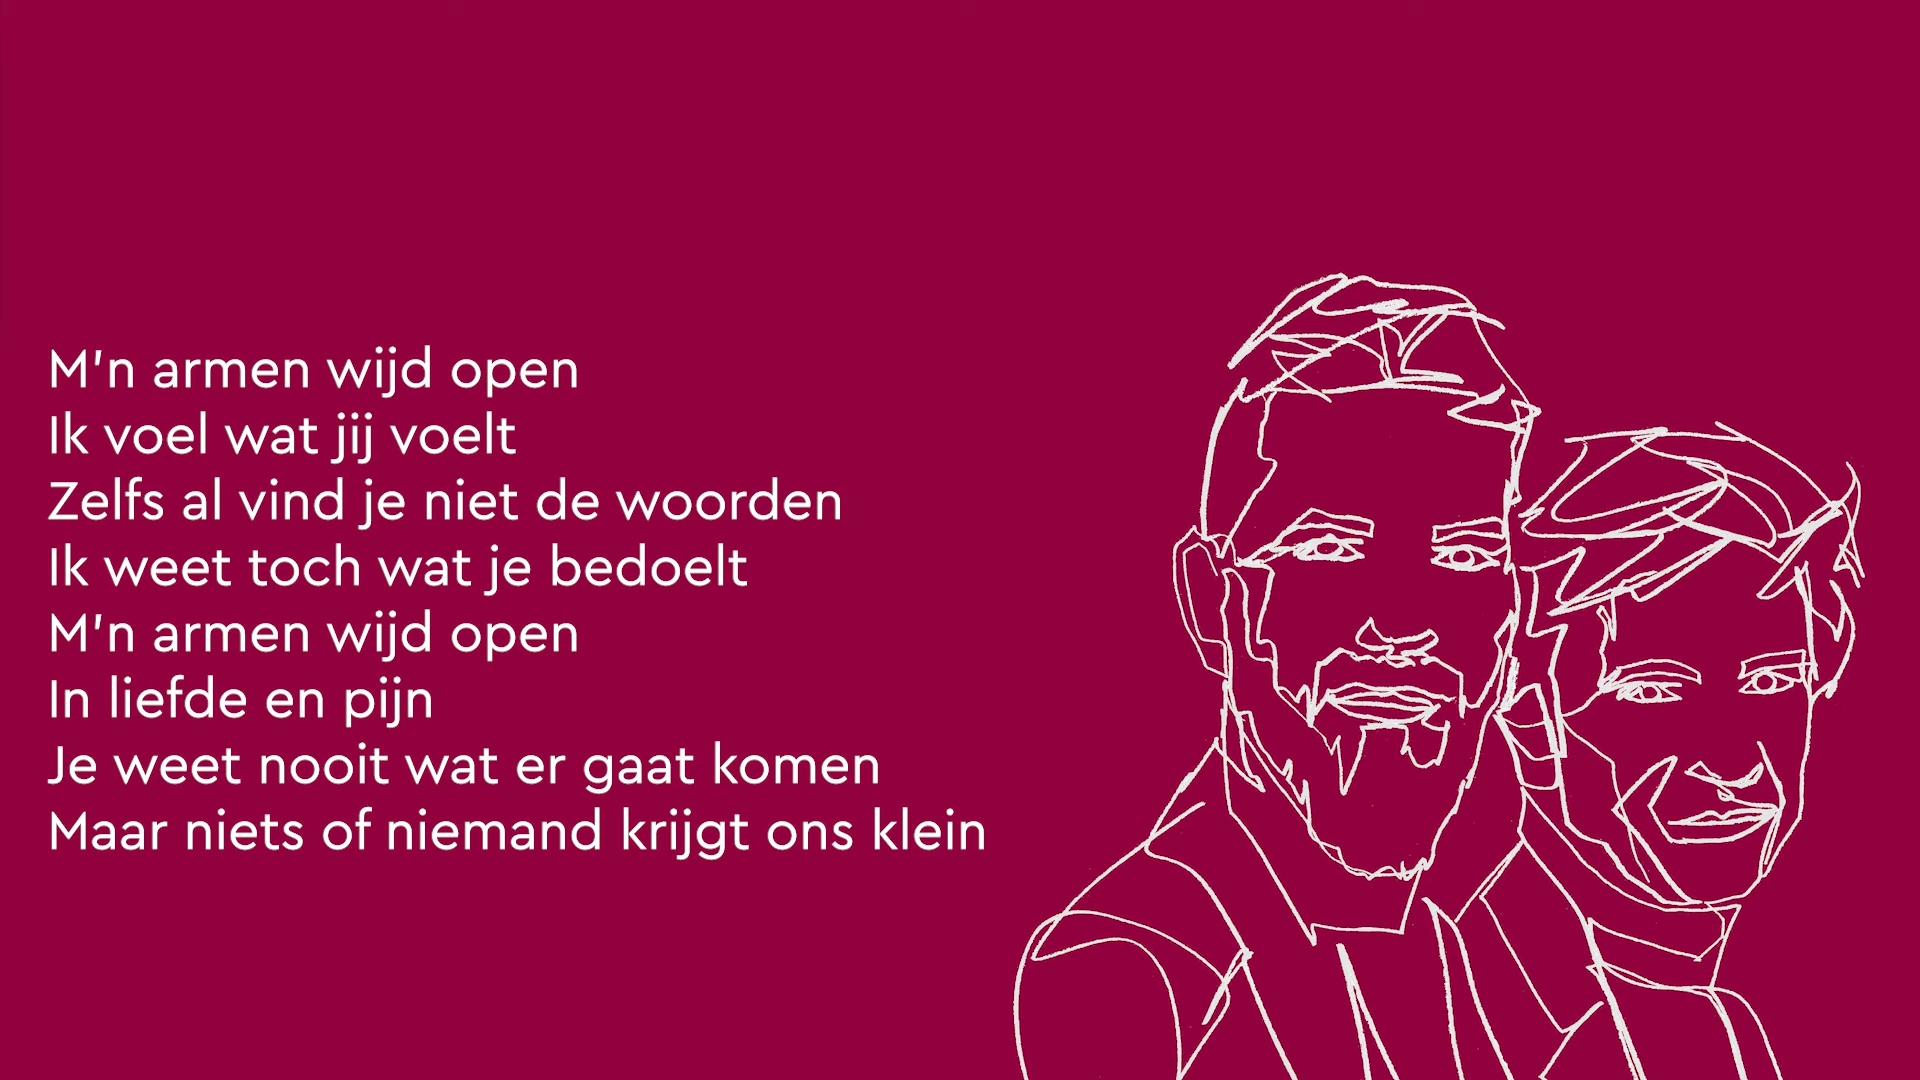 M'n armen wijd open
Ik voel wat jij voelt
Zelfs al vind je niet de woorden
Ik weet toch wat je bedoelt
M'n armen wijd open
In liefde en pijn
Je weet nooit wat er gaat komen
Maar niets of niemand krijgt ons klein